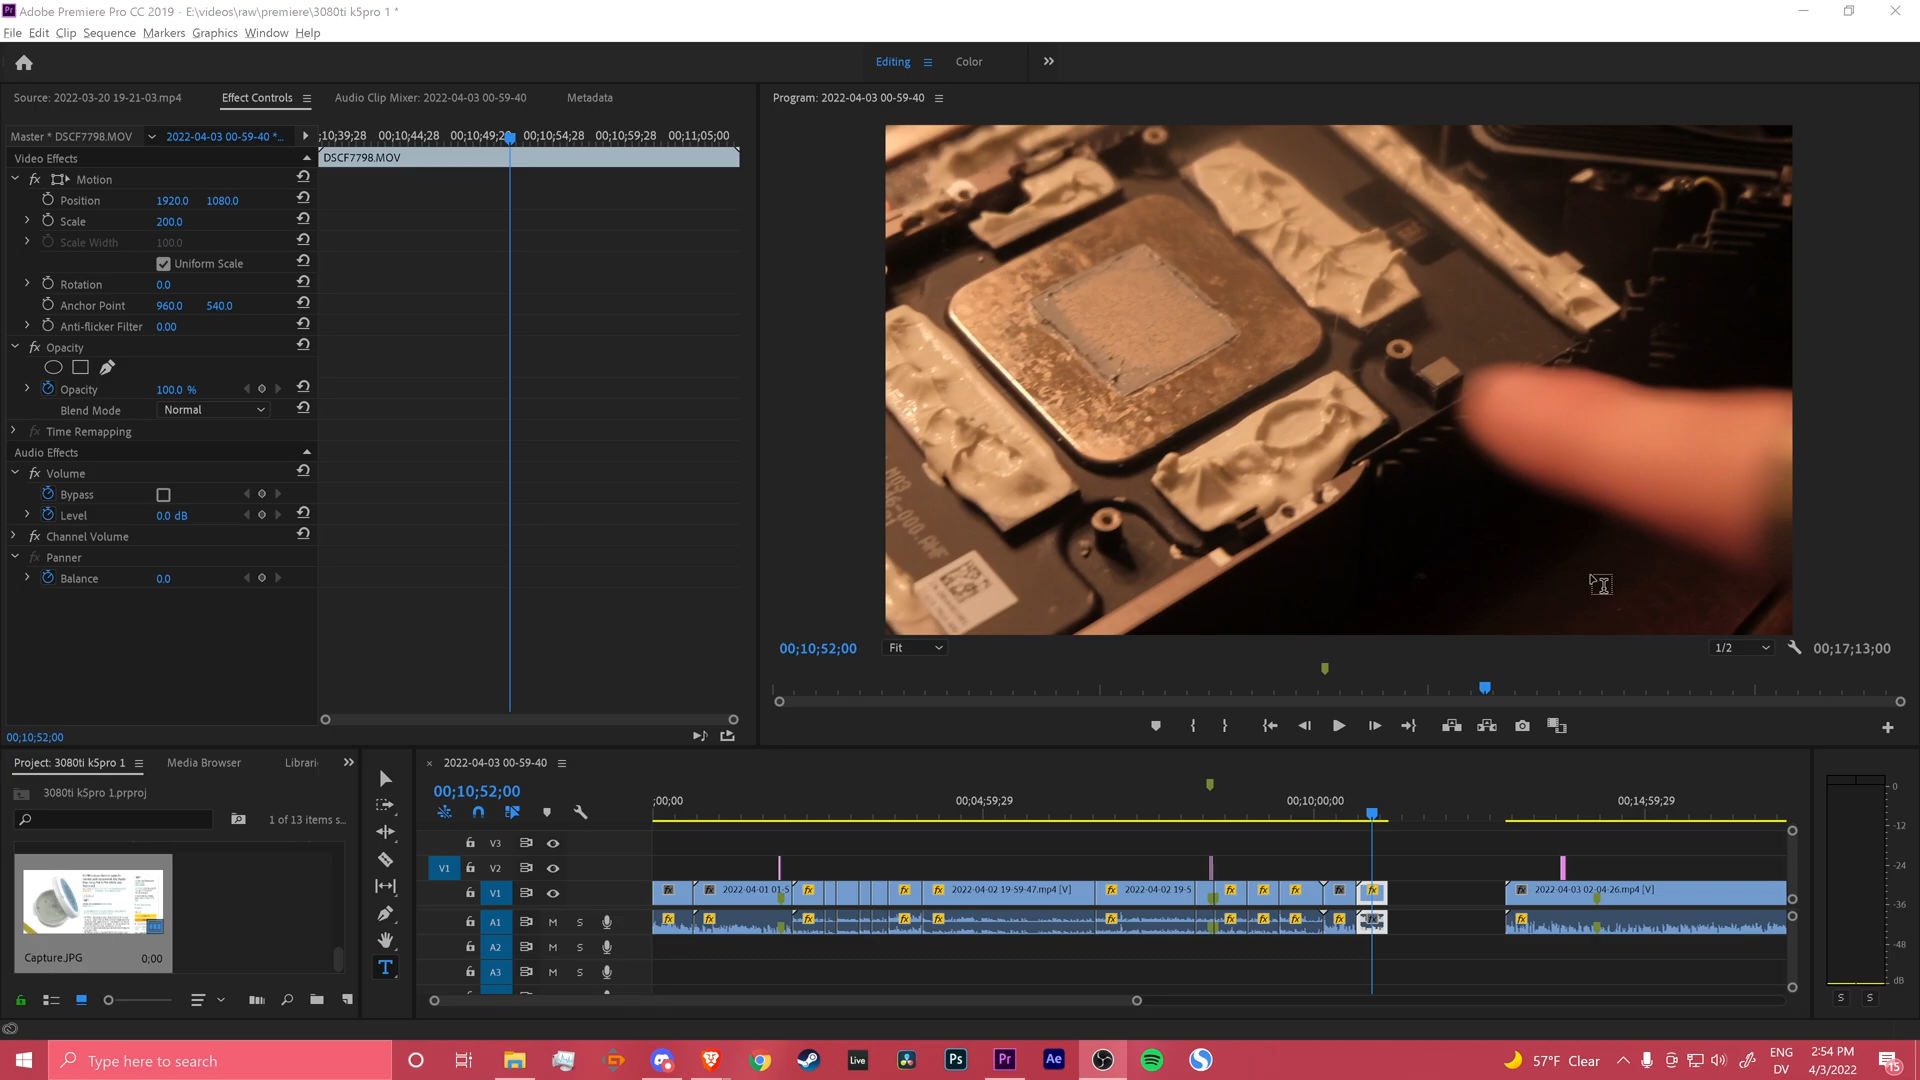 Adobe Premiere Pro CC 2019 - E:\videos\raw\premiere\3080ti k5pro 1 *
File Edit Clip Sequence Markers Graphics Window Help
Editing Color
Source: 2022-03-20 19-21-03.mp4 Effect Controls Audio Clip Mixer: 2022-04-03 00-59-40 Metadata
Program: 2022-04-03 00-59-40
Master * DSCF7798.MOV 2022-04-03 00-59-40 *...
;10;39;28 00;10;44;28 00;10;49;29 00;10;54;28 00;10;59;28 00;11;05;00
Video Effects
DSCF7798.MOV
Motion
Position 1920.0 1080.0
Scale 200.0
Scale Width 100.0
Uniform Scale
Rotation 0.0
Anchor Point 960.0 540.0
Anti-flicker Filter 0.00
Opacity
Opacity 100.0 %
Blend Mode Normal
Time Remapping
Audio Effects
Volume
Bypass
Level 0.0 dB
Channel Volume
Panner
Balance 0.0
00;10;52;00
00;10;52;00 Fit 1/2 00;17;13;00
Project: 3080ti k5pro 1 Media Browser Librari
3080ti k5pro 1.prproj
1 of 13 items s...
Capture.JPG 0;00
2022-04-03 00-59-40
00;10;52;00
;00;00 00;04;59;29 00;10;00;00 00;14;59;29
V3
V1 V2
V1 2022-04-01 01-5 2022-04-02 19-59-47.mp4 [V] 2022-04-02 19-5 2022-04-03 02-04-26.mp4 [V]
A1 M S
A2 M S
A3 M S
0
-12
-24
-36
-48
dB
S S
Type here to search
Live
Ps
Pr
Ae
57°F Clear
ENG
DV
2:54 PM
4/3/2022
15